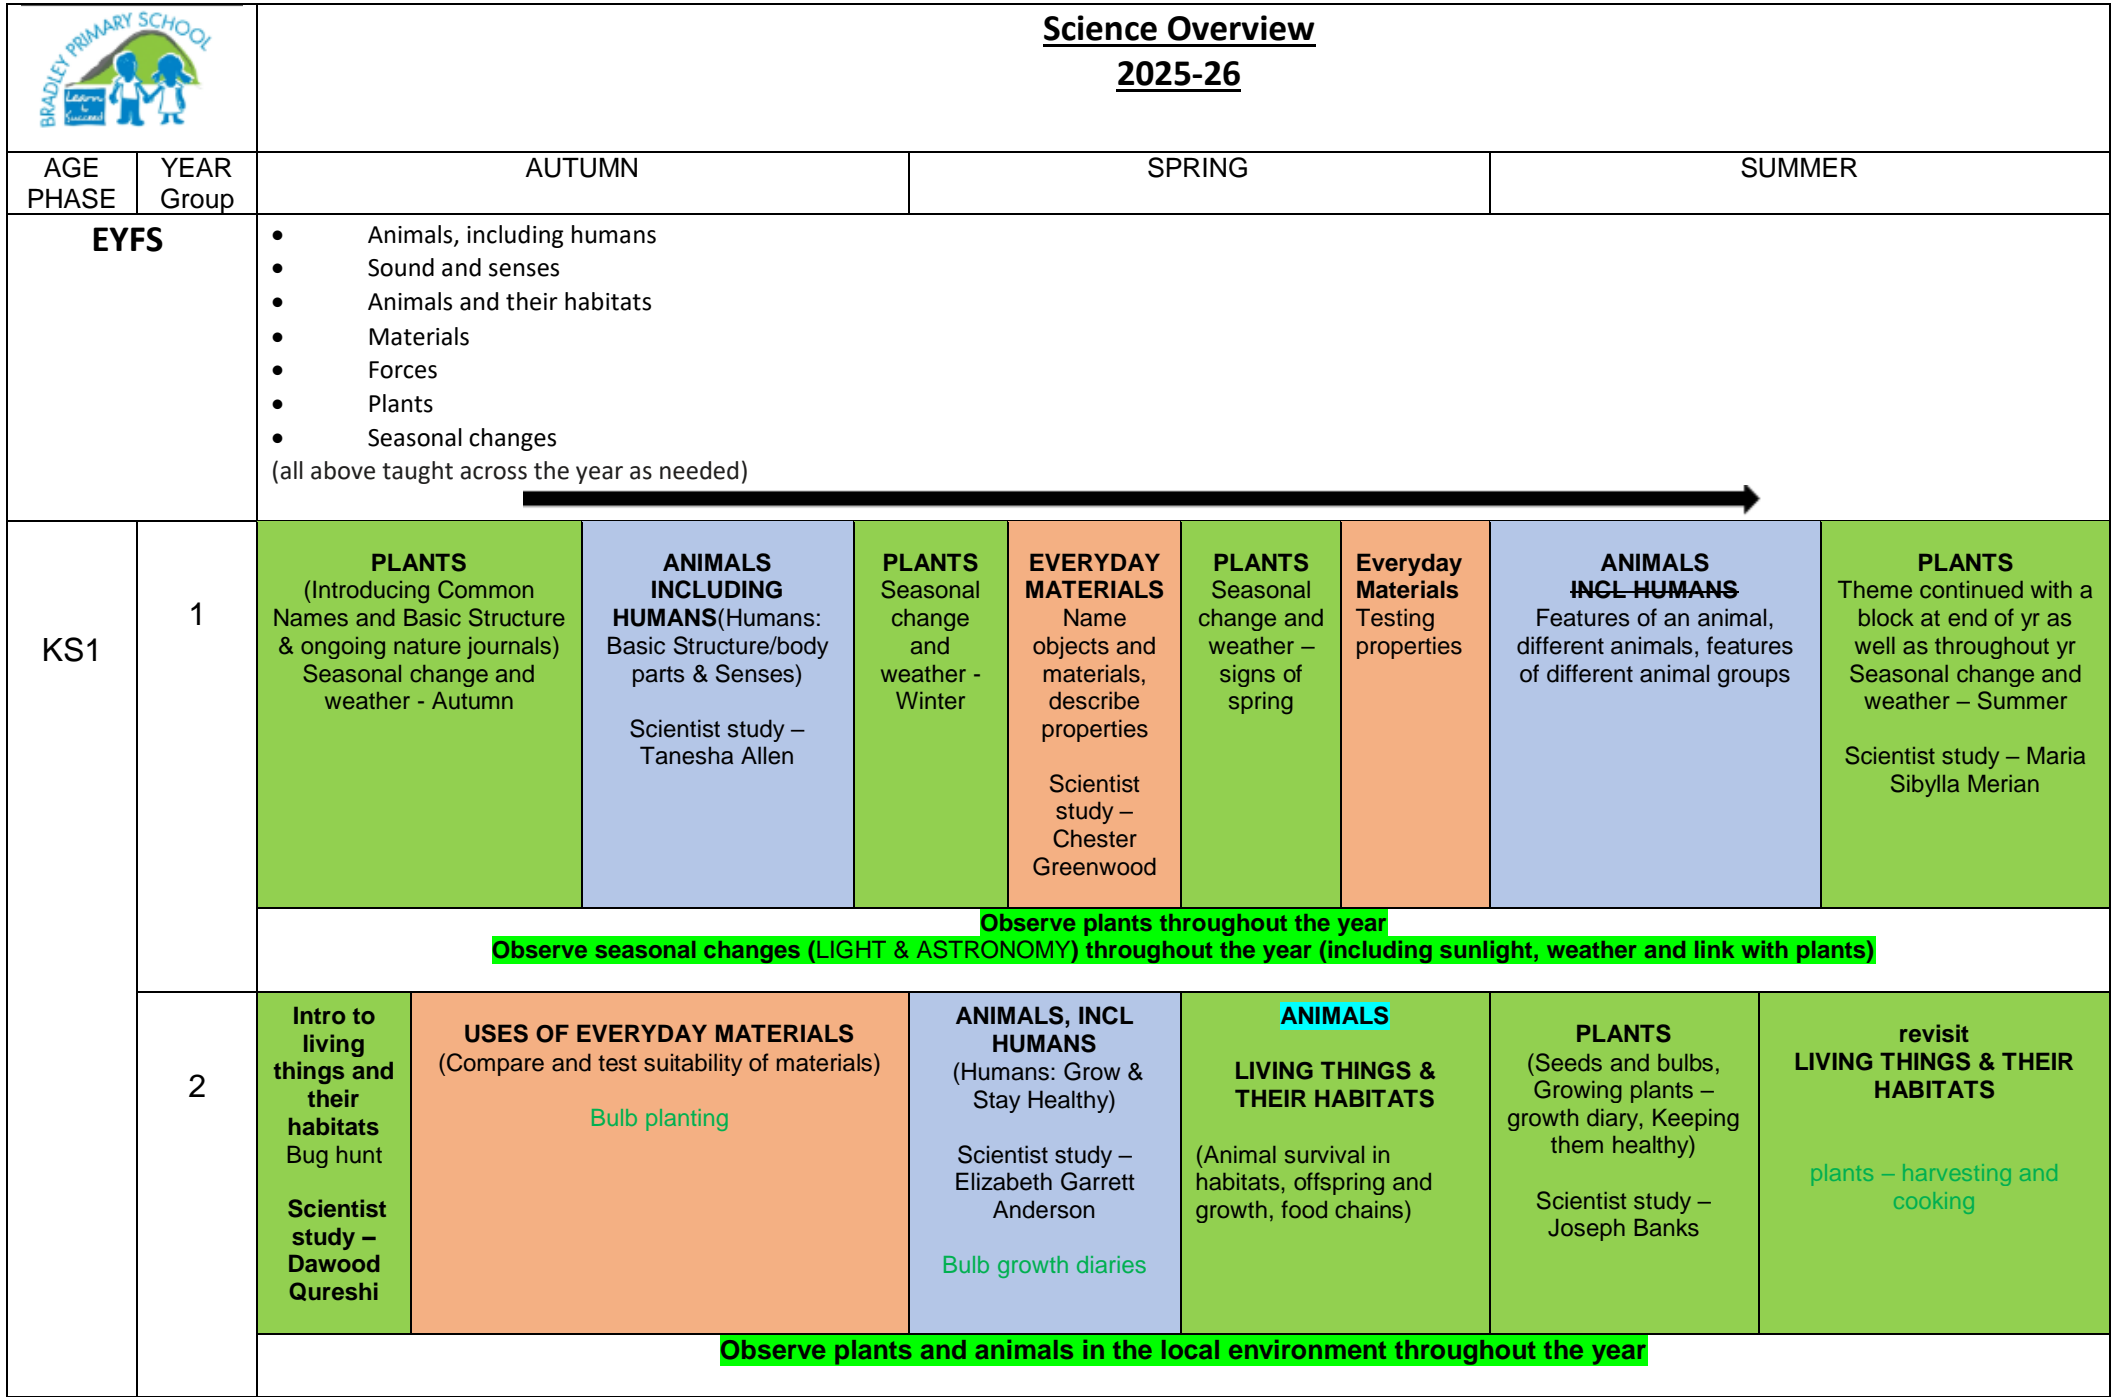 BRADLEY PRIMARY SCHOOL
Learn
to
Succeed
Science Overview
2025-26
AGE
PHASE
YEAR
Group
AUTUMN
SPRING
SUMMER
EYFS
• Animals, including humans
• Sound and senses
• Animals and their habitats
• Materials
• Forces
• Plants
• Seasonal changes
(all above taught across the year as needed)
KS1
1
PLANTS
(Introducing Common
Names and Basic Structure
& ongoing nature journals)
Seasonal change and
weather - Autumn
ANIMALS
INCLUDING
HUMANS(Humans:
Basic Structure/body
parts & Senses)
Scientist study –
Tanesha Allen
PLANTS
Seasonal
change
and
weather -
Winter
EVERYDAY
MATERIALS
Name
objects and
materials,
describe
properties
Scientist
study –
Chester
Greenwood
PLANTS
Seasonal
change and
weather –
signs of
spring
Everyday
Materials
Testing
properties
ANIMALS
INCL HUMANS
Features of an animal,
different animals, features
of different animal groups
PLANTS
Theme continued with a
block at end of yr as
well as throughout yr
Seasonal change and
weather – Summer
Scientist study – Maria
Sibylla Merian
Observe plants throughout the year
Observe seasonal changes (LIGHT & ASTRONOMY) throughout the year (including sunlight, weather and link with plants)
2
Intro to
living
things and
their
habitats
Bug hunt
Scientist
study –
Dawood
Qureshi
USES OF EVERYDAY MATERIALS
(Compare and test suitability of materials)
Bulb planting
ANIMALS, INCL
HUMANS
(Humans: Grow &
Stay Healthy)
Scientist study –
Elizabeth Garrett
Anderson
Bulb growth diaries
ANIMALS
LIVING THINGS &
THEIR HABITATS
(Animal survival in
habitats, offspring and
growth, food chains)
PLANTS
(Seeds and bulbs,
Growing plants –
growth diary, Keeping
them healthy)
Scientist study –
Joseph Banks
revisit
LIVING THINGS & THEIR
HABITATS
plants – harvesting and
cooking
Observe plants and animals in the local environment throughout the year